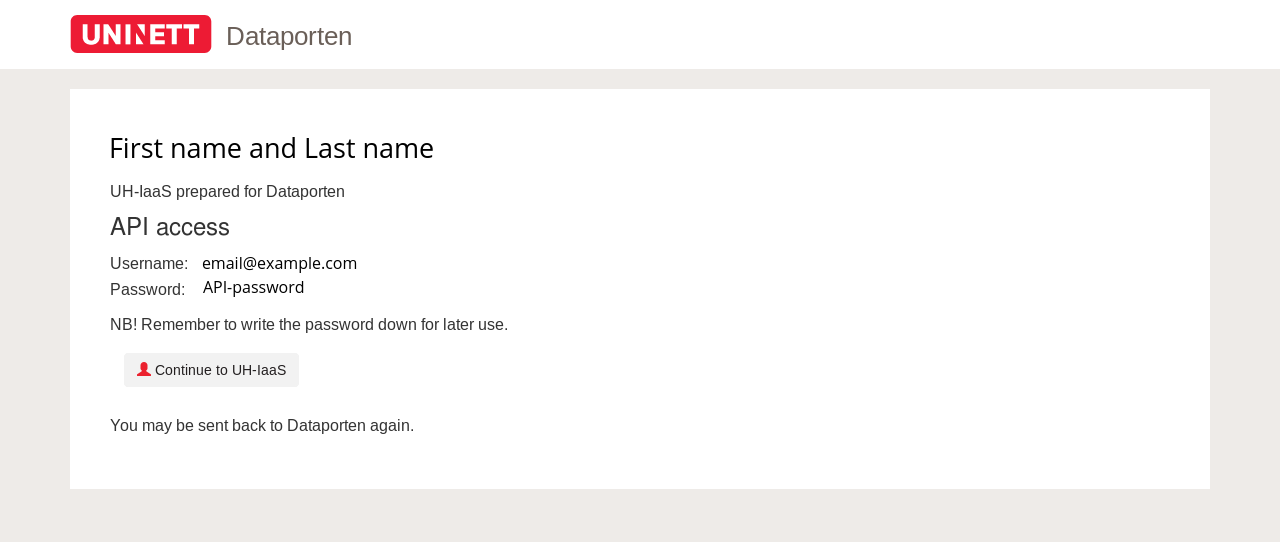 UNINETT Dataporten
First name and Last name
UH-IaaS prepared for Dataporten
API access
Username: email@example.com
Password: API-password
NB! Remember to write the password down for later use.
Continue to UH-IaaS
You may be sent back to Dataporten again.